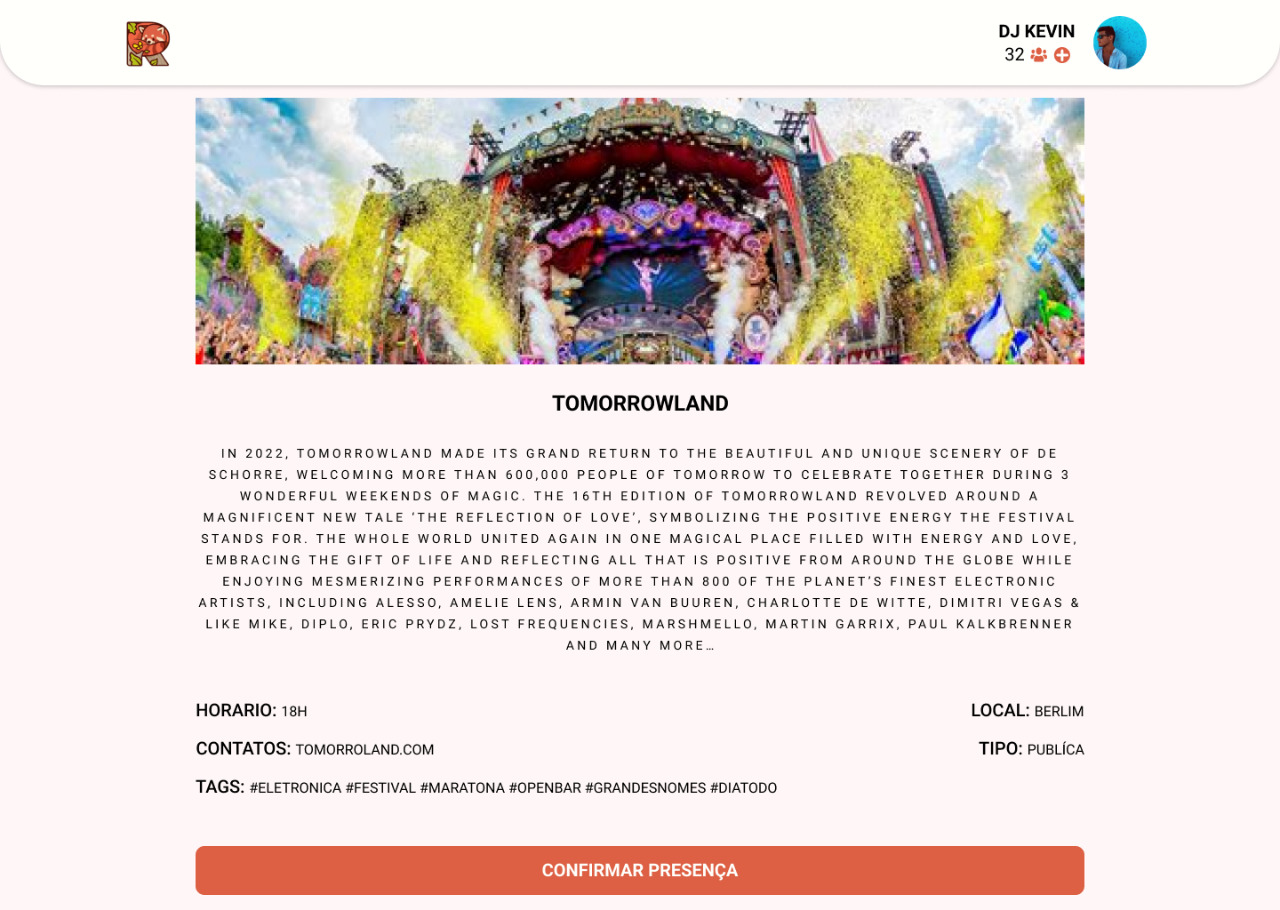 DJ KEVIN
32
TOMORROWLAND
IN 2022, TOMORROWLAND MADE ITS GRAND RETURN TO THE BEAUTIFUL AND UNIQUE SCENERY OF DE
SCHORRE, WELCOMING MORE THAN 600,000 PEOPLE OF TOMORROW TO CELEBRATE TOGETHER DURING 3
WONDERFUL WEEKENDS OF MAGIC. THE 16TH EDITION OF TOMORROWLAND REVOLVED AROUND A
MAGNIFICENT NEW TALE ‘THE REFLECTION OF LOVE’, SYMBOLIZING THE POSITIVE ENERGY THE FESTIVAL
STANDS FOR. THE WHOLE WORLD UNITED AGAIN IN ONE MAGICAL PLACE FILLED WITH ENERGY AND LOVE,
EMBRACING THE GIFT OF LIFE AND REFLECTING ALL THAT IS POSITIVE FROM AROUND THE GLOBE WHILE
ENJOYING MESMERIZING PERFORMANCES OF MORE THAN 800 OF THE PLANET’S FINEST ELECTRONIC
ARTISTS, INCLUDING ALESSO, AMELIE LENS, ARMIN VAN BUUREN, CHARLOTTE DE WITTE, DIMITRI VEGAS &
LIKE MIKE, DIPLO, ERIC PRYDZ, LOST FREQUENCIES, MARSHMELLO, MARTIN GARRIX, PAUL KALKBRENNER
AND MANY MORE…
HORARIO: 18H
LOCAL: BERLIM
CONTATOS: TOMORROLAND.COM
TIPO: PUBLÍCA
TAGS: #ELETRONICA #FESTIVAL #MARATONA #OPENBAR #GRANDESNOMES #DIATODO
CONFIRMAR PRESENÇA